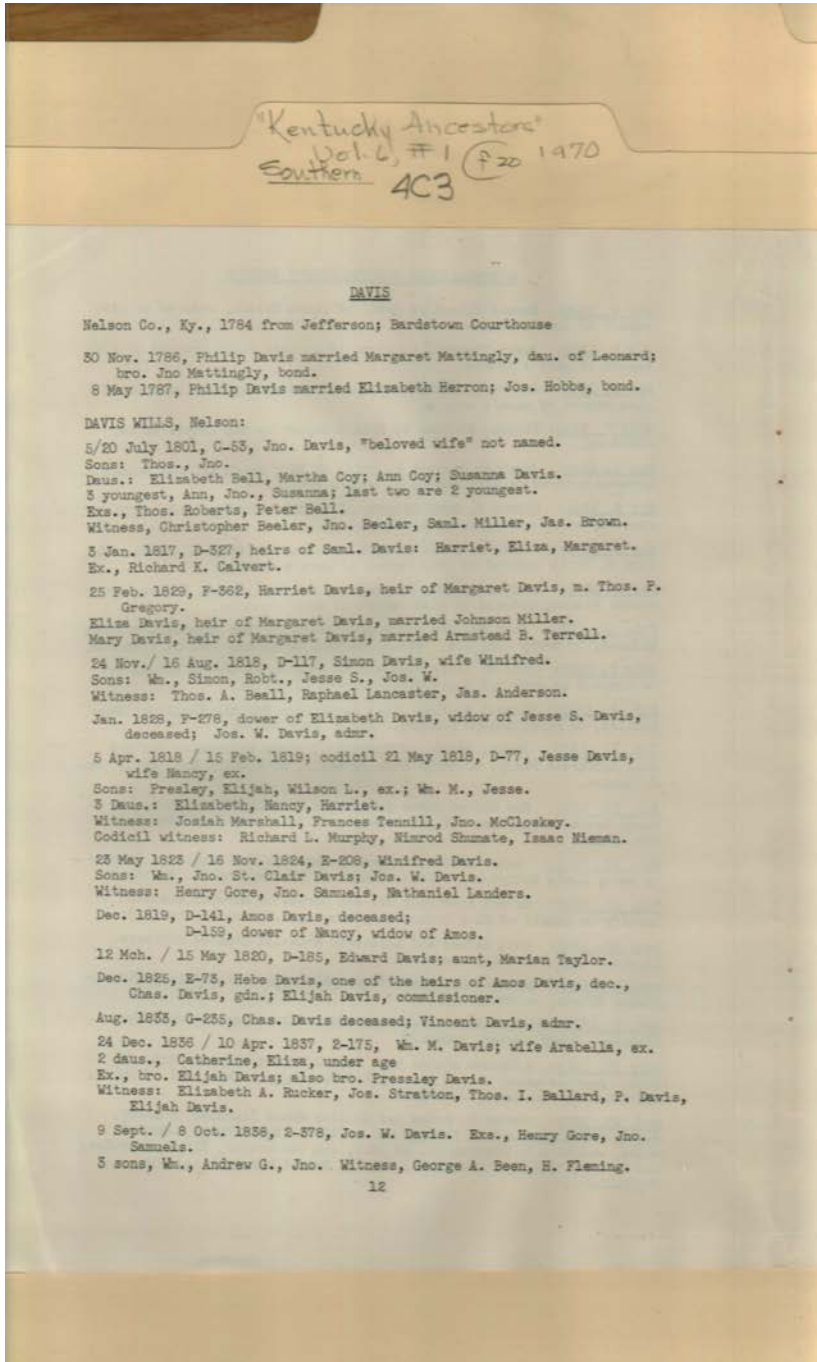 "Kentucky Ancestors"
Vol. 6, #1 p 20 1970
Southern
4C3
DAVIS
Nelson Co., Ky., 1784 from Jefferson; Bardstown Courthouse
30 Nov. 1786, Philip Davis married Margaret Mattingly, dau. of Leonard;
bro. Jno Mattingly, bond.
8 May 1787, Philip Davis married Elizabeth Herron; Jos. Hobbs, bond.
DAVIS WILLS, Nelson:
5/20 July 1801, C-53, Jno. Davis, "beloved wife" not named.
Sons: Thos., Jno.
Daus.: Elizabeth Bell, Martha Coy; Ann Coy; Susanna Davis.
3 youngest, Ann, Jno., Susanna; last two are 2 youngest.
Exs., Thos. Roberts, Peter Bell.
Witness, Christopher Beeler, Jno. Becler, Saml. Miller, Jas. Brown.
3 Jan. 1817, D-327, heirs of Saml. Davis: Harriet, Eliza, Margaret.
Ex., Richard K. Calvert.
25 Feb. 1829, F-362, Harriet Davis, heir of Margaret Davis, m. Thos. P.
Gregory.
Eliza Davis, heir of Margaret Davis, married Johnson Miller.
Mary Davis, heir of Margaret Davis, married Armstead B. Terrell.
24 Nov./ 16 Aug. 1818, D-117, Simon Davis, wife Winifred.
Sons: Wm., Simon, Robt., Jesse S., Jos. W.
Witness: Thos. A. Beall, Raphael Lancaster, Jas. Anderson.
Jan. 1828, F-278, dower of Elizabeth Davis, widow of Jesse S. Davis,
deceased; Jos. W. Davis, admr.
5 Apr. 1818 / 15 Feb. 1819; codicil 21 May 1818, D-77, Jesse Davis,
wife Nancy, ex.
Sons: Presley, Elijah, Wilson L., ex.; Wm. M., Jesse.
3 Daus.: Elizabeth, Nancy, Harriet.
Witness: Josiah Marshall, Frances Tennill, Jno. McCloskey.
Codicil witness: Richard L. Murphy, Nimrod Shumate, Isaac Nieman.
23 May 1823 / 16 Nov. 1824, E-208, Winifred Davis.
Sons: Wm., Jno. St. Clair Davis; Jos. W. Davis.
Witness: Henry Gore, Jno. Samuels, Nathaniel Landers.
Dec. 1819, D-141, Amos Davis, deceased;
D-159, dower of Nancy, widow of Amos.
12 Mch. / 15 May 1820, D-185, Edward Davis; aunt, Marian Taylor.
Dec. 1825, E-73, Hebe Davis, one of the heirs of Amos Davis, dec.,
Chas. Davis, gdn.; Elijah Davis, commissioner.
Aug. 1833, G-235, Chas. Davis deceased; Vincent Davis, admr.
24 Dec. 1836 / 10 Apr. 1837, 2-175, Wm. M. Davis; wife Arabella, ex.
2 daus., Catherine, Eliza, under age
Ex., bro. Elijah Davis; also bro. Pressley Davis.
Witness: Elizabeth A. Rucker, Jos. Stratton, Thos. I. Ballard, P. Davis,
Elijah Davis.
9 Sept. / 8 Oct. 1838, 2-378, Jos. W. Davis. Exs., Henry Gore, Jno.
Samuels.
3 sons, Wm., Andrew G., Jno. Witness, George A. Been, H. Fleming.
12